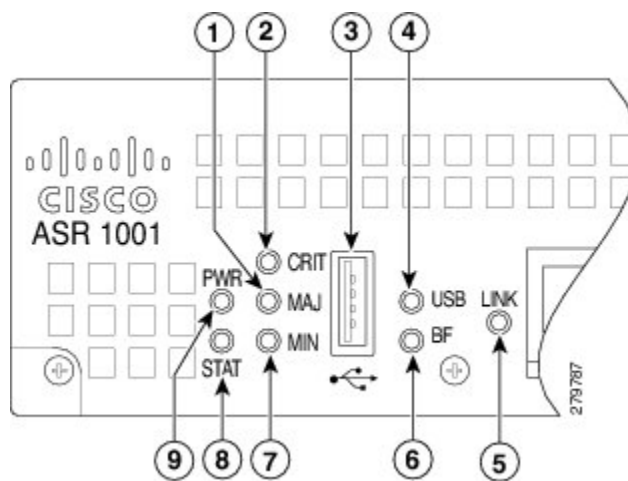 1 2 3 4
CISCO
ASR 1001
CRIT
PWR
MAJ
USB LINK
MIN
BF
STAT
279787
9 8 7 6 5